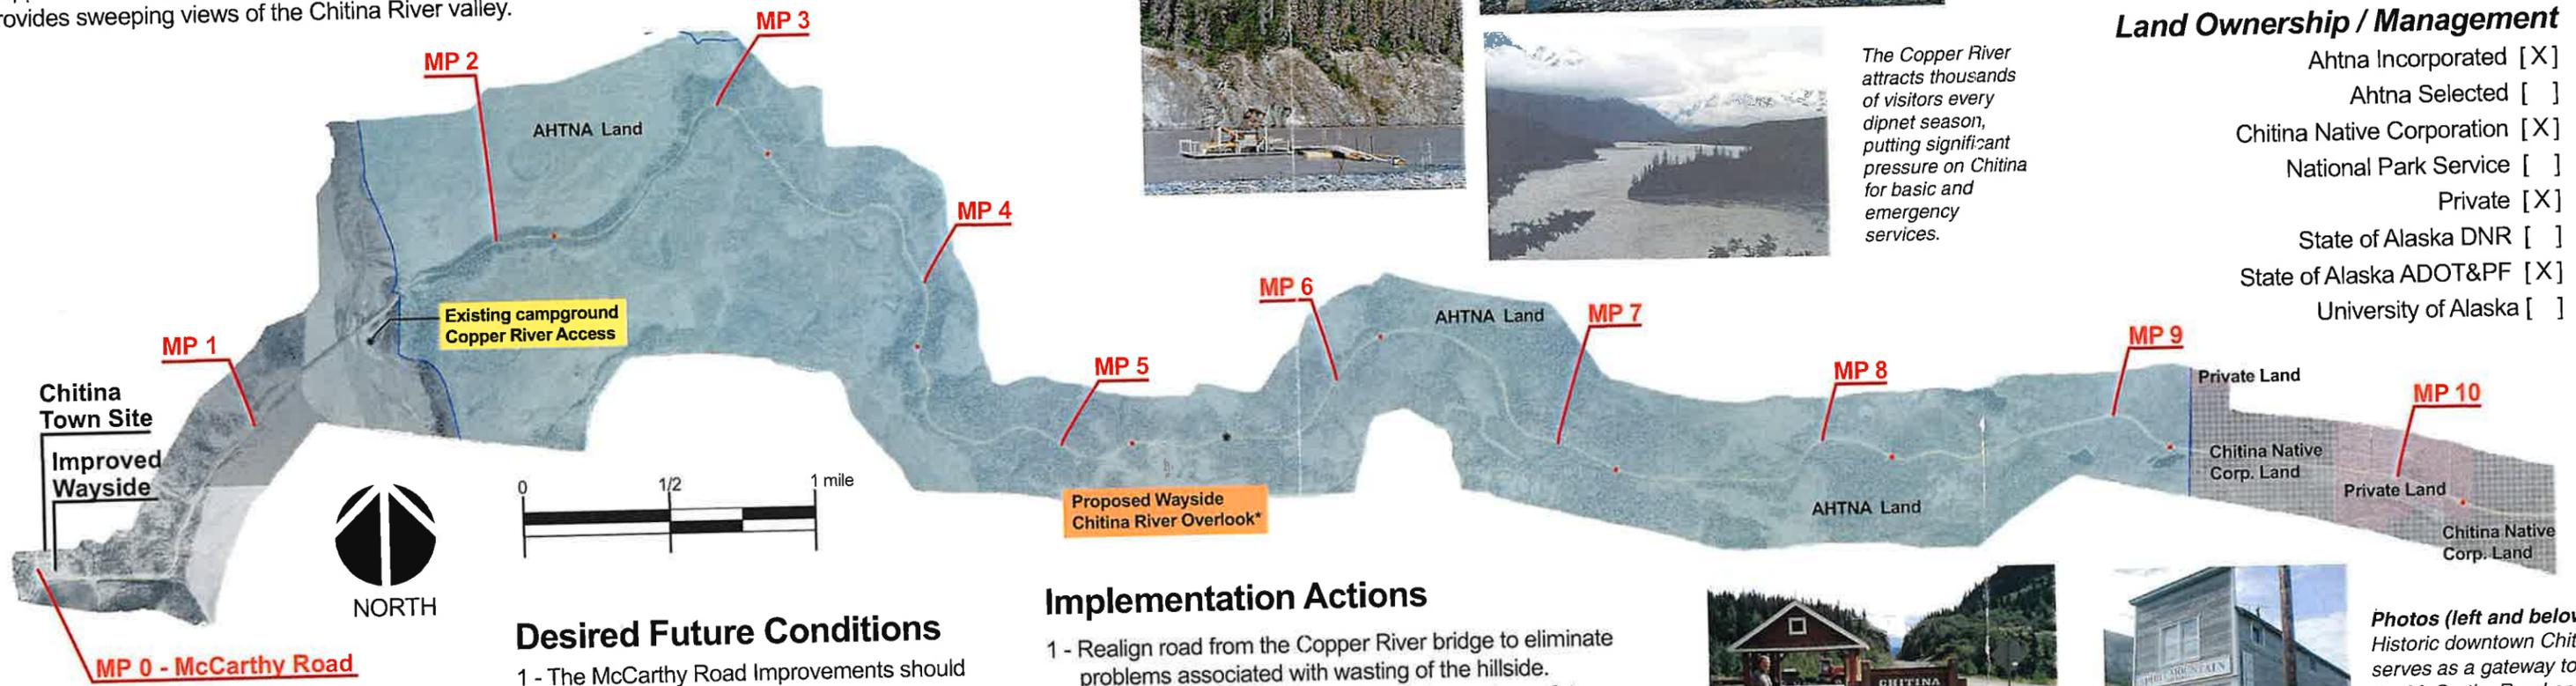 provides sweeping views of the Chitina River valley.
MP 3
MP 2
AHTNA Land
MP 4
Existing campground
Copper River Access
MP 1
Chitina
Town Site
Improved
Wayside
MP 0 - McCarthy Road
NORTH
0
1/2
1 mile
MP 5
MP 6
AHTNA Land
MP 7
MP 8
MP 9
MP 10
Proposed Wayside
Chitina River Overlook*
AHTNA Land
Private Land
Chitina Native
Corp. Land
Private Land
Chitina Native
Corp. Land
The Copper River
attracts thousands
of visitors every
dipnet season,
putting significant
pressure on Chitina
for basic and
emergency
services.
Land Ownership / Management
Ahtna Incorporated [X]
Ahtna Selected [ ]
Chitina Native Corporation [X]
National Park Service [ ]
Private [X]
State of Alaska DNR [ ]
State of Alaska ADOT&PF [X]
University of Alaska [ ]
Desired Future Conditions
1 - The McCarthy Road Improvements should
Implementation Actions
1 - Realign road from the Copper River bridge to eliminate
problems associated with wasting of the hillside.
CHITINA
Photos (left and below
Historic downtown Chit
serves as a gateway to